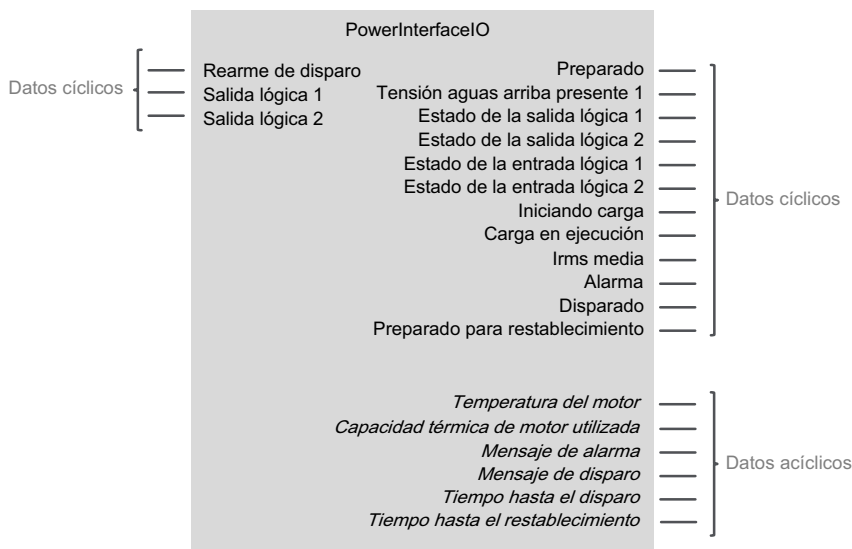 PowerInterfaceIO
Datos cíclicos
Rearme de disparo
Salida lógica 1
Salida lógica 2
Preparado
Tensión aguas arriba presente 1
Estado de la salida lógica 1
Estado de la salida lógica 2
Estado de la entrada lógica 1
Estado de la entrada lógica 2
Iniciando carga
Carga en ejecución
Irms media
Alarma
Disparado
Preparado para restablecimiento
Datos cíclicos
Temperatura del motor
Capacidad térmica de motor utilizada
Mensaje de alarma
Mensaje de disparo
Tiempo hasta el disparo
Tiempo hasta el restablecimiento
Datos acíclicos